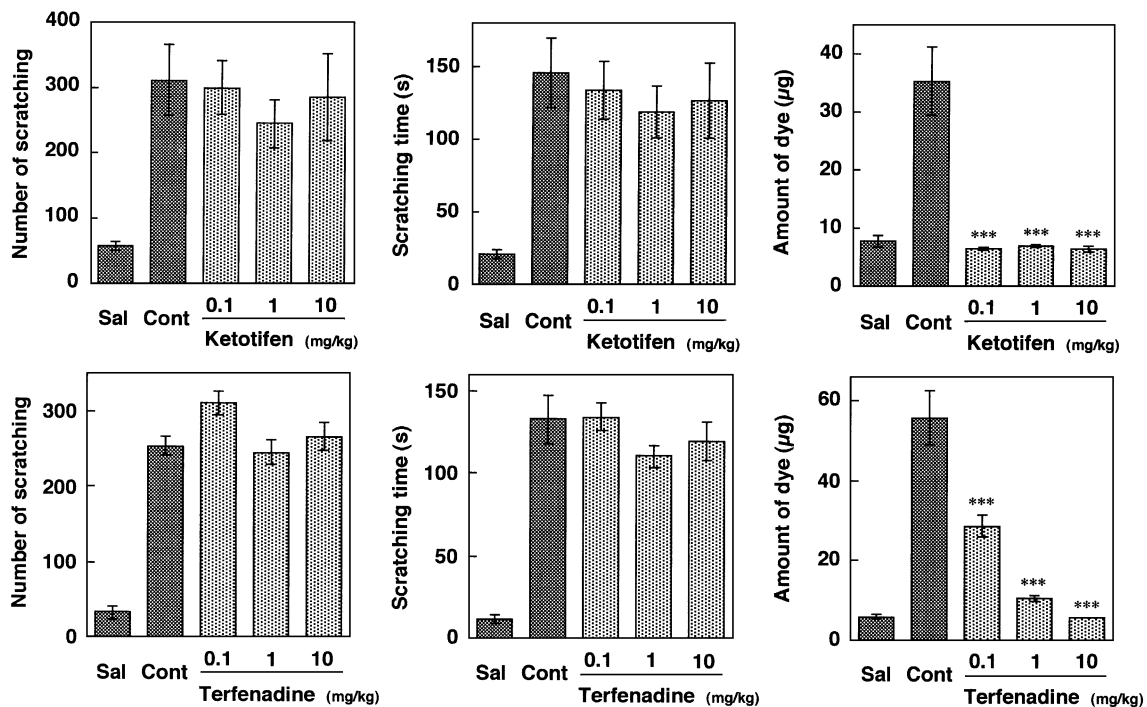 Number of scratching
400
300
200
100
0
Sal Cont 0.1 1 10
Ketotifen (mg/kg)
Scratching time (s)
150
100
50
0
Sal Cont 0.1 1 10
Ketotifen (mg/kg)
Amount of dye (µg)
40
30
20
10
0
*** *** ***
Sal Cont 0.1 1 10
Ketotifen (mg/kg)
Number of scratching
300
200
100
0
Sal Cont 0.1 1 10
Terfenadine (mg/kg)
Scratching time (s)
150
100
50
0
Sal Cont 0.1 1 10
Terfenadine (mg/kg)
Amount of dye (µg)
60
40
20
0
***
***
***
Sal Cont 0.1 1 10
Terfenadine (mg/kg)